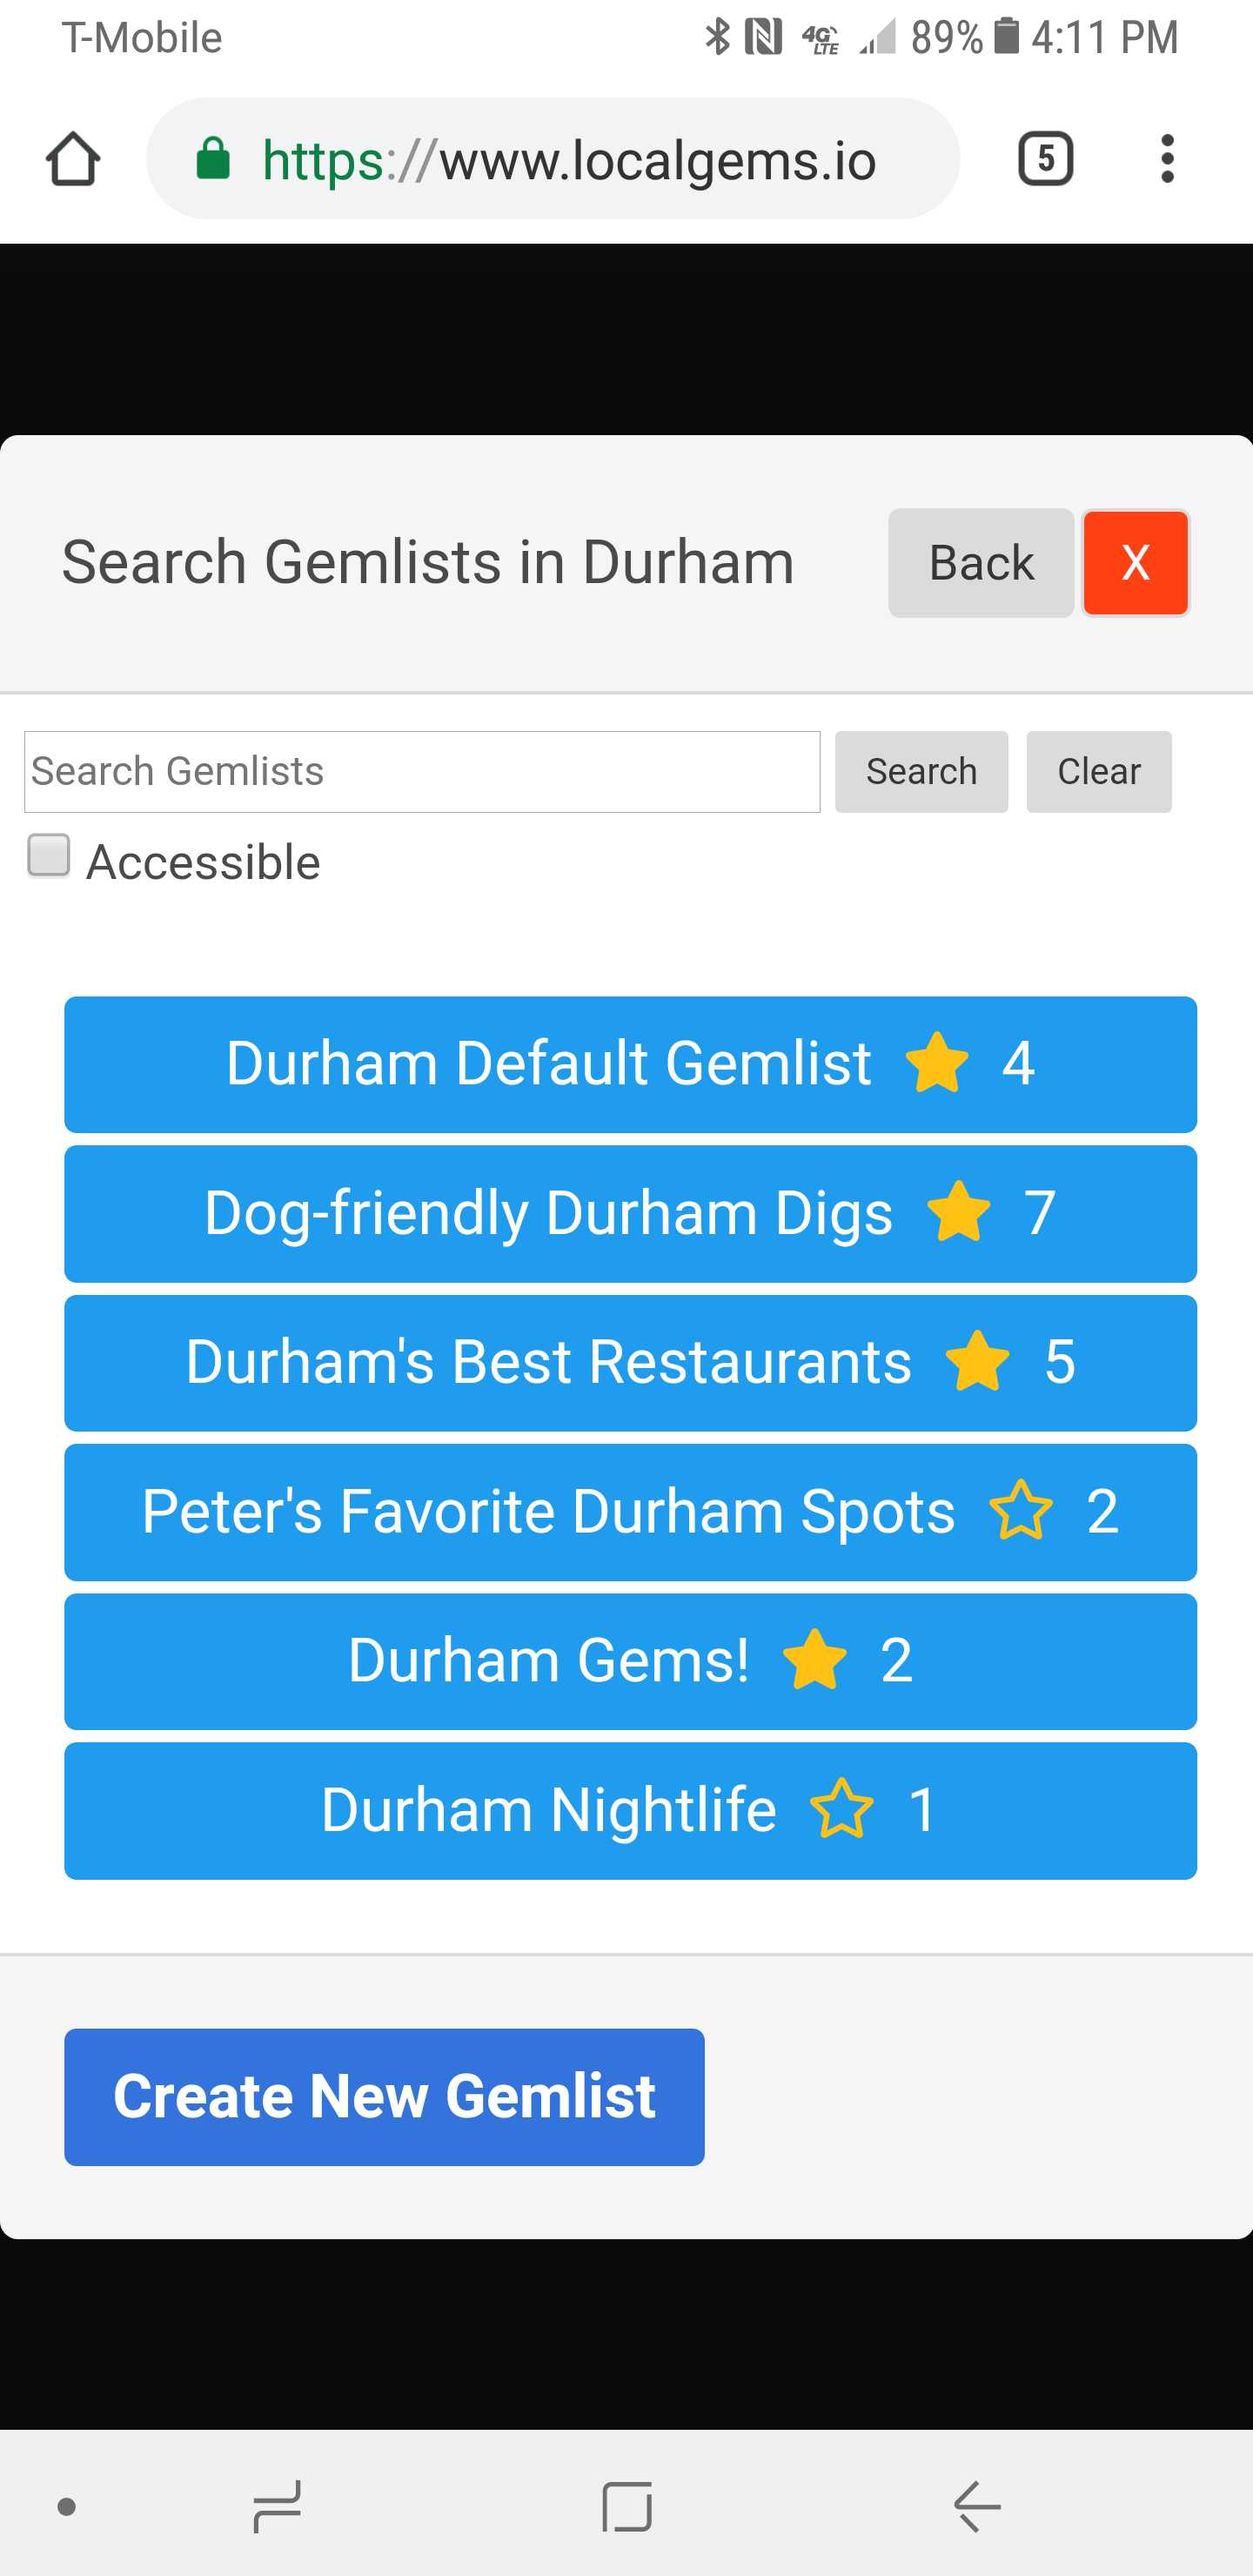 T-Mobile 4G LTE 89% 4:11 PM
https://www.localgems.io 5
Search Gemlists in Durham Back X
Search Gemlists Search Clear
Accessible
Durham Default Gemlist 4
Dog-friendly Durham Digs 7
Durham's Best Restaurants 5
Peter's Favorite Durham Spots 2
Durham Gems! 2
Durham Nightlife 1
Create New Gemlist